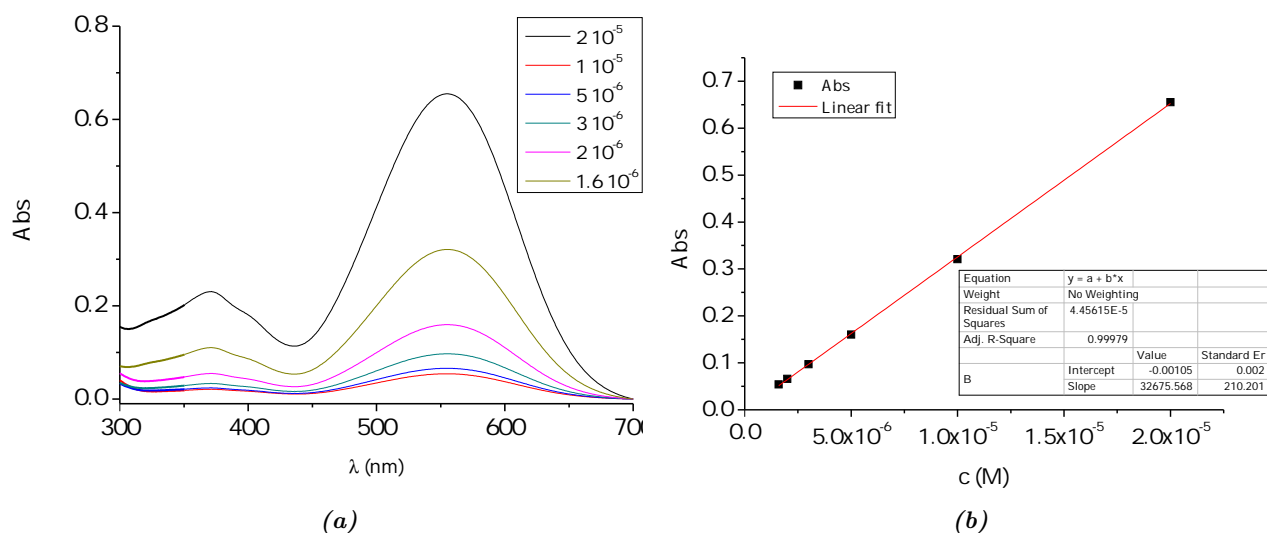 0.8
0.6
0.4
0.2
0.0
Abs
300
400
500
600
700
λ (nm)
2 10⁻⁵
1 10⁻⁵
5 10⁻⁶
3 10⁻⁶
2 10⁻⁶
1.6 10⁻⁶
(a)
0.7
0.6
0.5
0.4
0.3
0.2
0.1
0.0
Abs
Abs
Linear fit
Equation y = a + b*x
Weight No Weighting
Residual Sum of Squares 4.45615E-5
Adj. R-Square 0.99979
Value Standard Er
B Intercept -0.00105 0.002
Slope 32675.568 210.201
0.0
5.0x10⁻⁶
1.0x10⁻⁵
1.5x10⁻⁵
2.0x10⁻⁵
c (M)
(b)